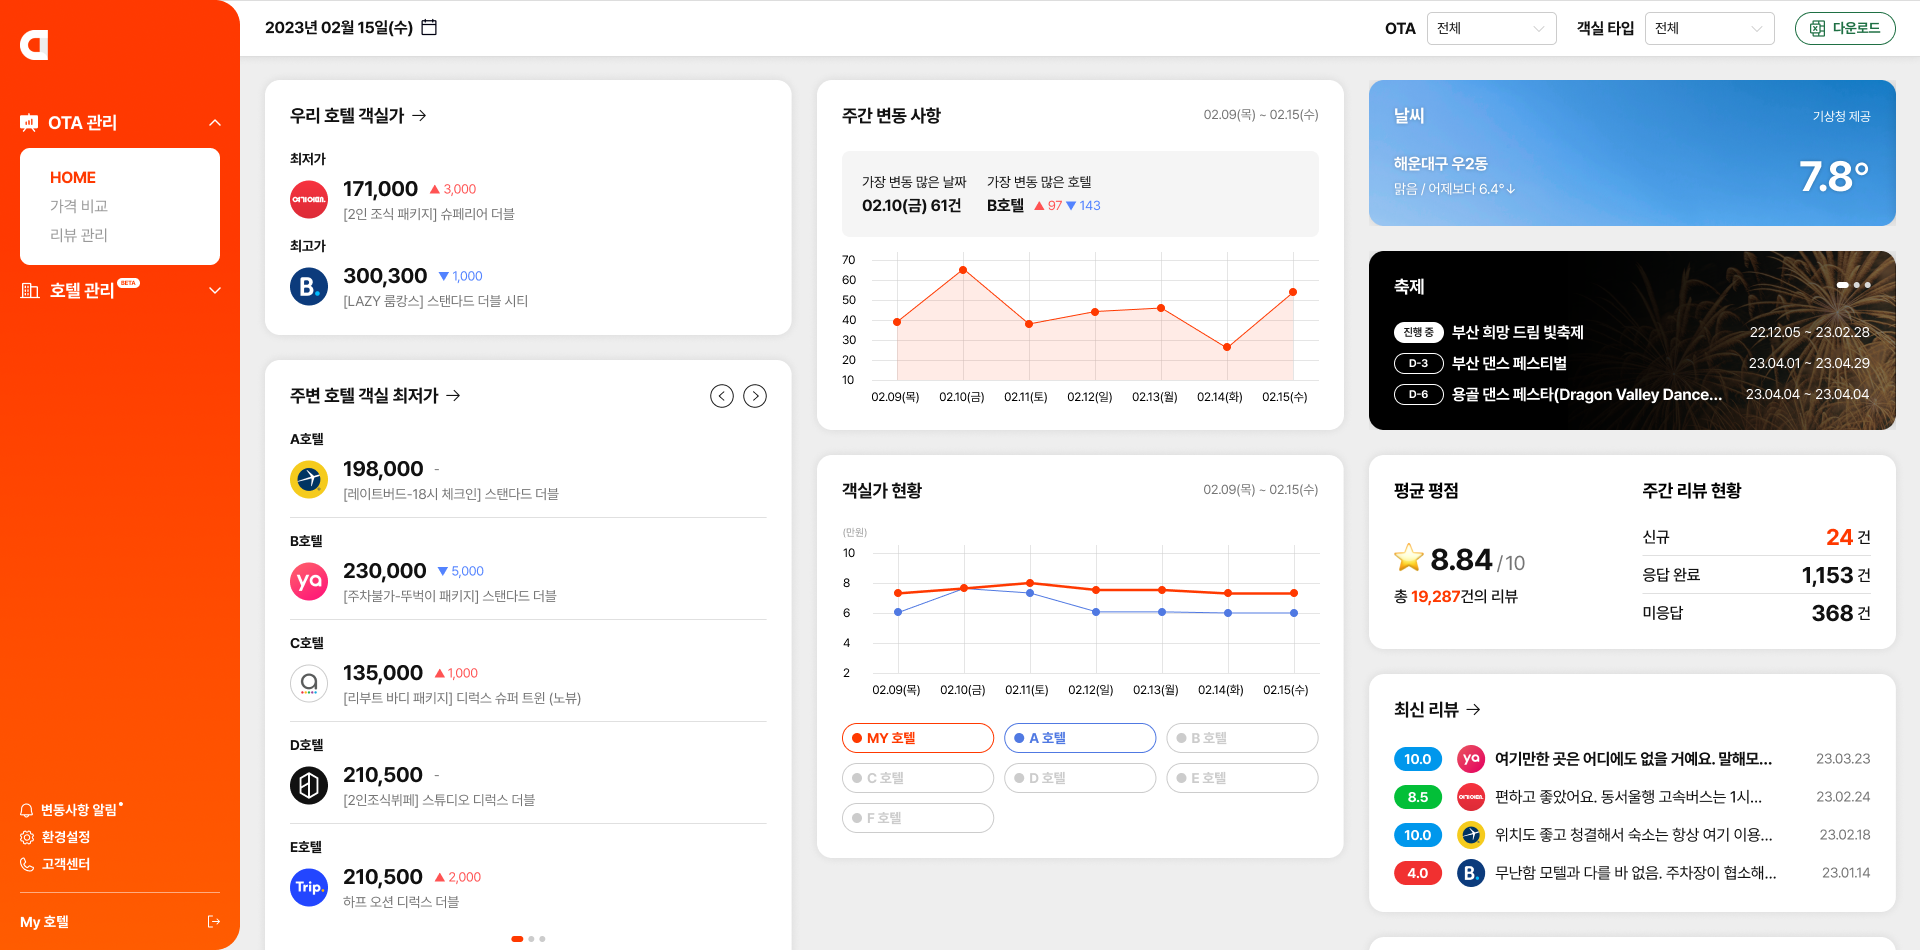 OTA 관리
HOME
가격 비교
리뷰 관리
호텔 관리 BETA
변동사항 알림
환경설정
고객센터
My 호텔
2023년 02월 15일(수)
OTA 전체 객실 타입 전체 다운로드
우리 호텔 객실가 →
최저가
171,000 ▲ 3,000
[2인 조식 패키지] 슈페리어 더블
최고가
B. 300,300 ▼ 1,000
[LAZY 룸캉스] 스탠다드 더블 시티
주변 호텔 객실 최저가 →
A호텔
198,000 -
[레이트버드-18시 체크인] 스탠다드 더블
B호텔
ya 230,000 ▼ 5,000
[주차불가-뚜벅이 패키지] 스탠다드 더블
C호텔
a 135,000 ▲ 1,000
[리부트 바디 패키지] 디럭스 슈퍼 트윈 (노뷰)
D호텔
210,500 -
[2인조식뷔페] 스튜디오 디럭스 더블
E호텔
Trip. 210,500 ▲ 2,000
하프 오션 디럭스 더블
주간 변동 사항 02.09(목) ~ 02.15(수)
가장 변동 많은 날짜 가장 변동 많은 호텔
02.10(금) 61건 B호텔 ▲ 97 ▼ 143
70
60
50
40
30
20
10
02.09(목) 02.10(금) 02.11(토) 02.12(일) 02.13(월) 02.14(화) 02.15(수)
객실가 현황 02.09(목) ~ 02.15(수)
(만원)
10
8
6
4
2
02.09(목) 02.10(금) 02.11(토) 02.12(일) 02.13(월) 02.14(화) 02.15(수)
MY 호텔 A 호텔 B 호텔
C 호텔 D 호텔 E 호텔
F 호텔
날씨 기상청 제공
해운대구 우2동
맑음 / 어제보다 6.4°↓
7.8°
축제
진행 중 부산 희망 드림 빛축제 22.12.05 ~ 23.02.28
D-3 부산 댄스 페스티벌 23.04.01 ~ 23.04.29
D-6 용골 댄스 페스타(Dragon Valley Dance... 23.04.04 ~ 23.04.04
평균 평점
8.84 /10
총 19,287건의 리뷰
주간 리뷰 현황
신규 24 건
응답 완료 1,153 건
미응답 368 건
최신 리뷰 →
10.0 ya 여기만한 곳은 어디에도 없을 거예요. 말해모... 23.03.23
8.5 편하고 좋았어요. 동서울행 고속버스는 1시... 23.02.24
10.0 위치도 좋고 청결해서 숙소는 항상 여기 이용... 23.02.18
4.0 B. 무난함 모텔과 다를 바 없음. 주차장이 협소해... 23.01.14